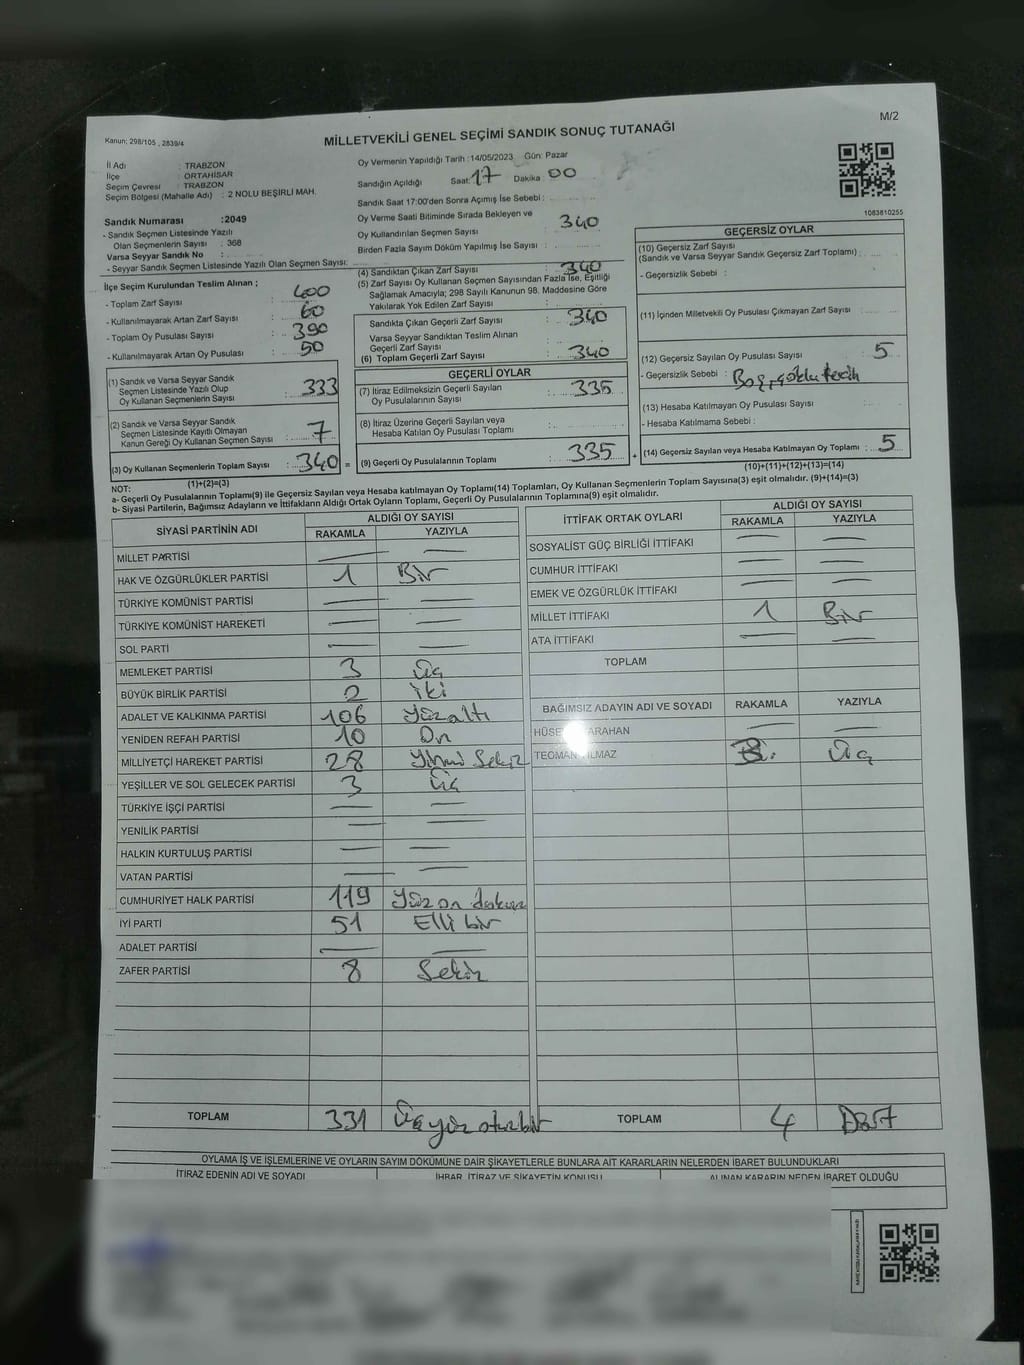 M/2
Kanun: 298/105 , 2839/4
MİLLETVEKİLİ GENEL SEÇİMİ SANDIK SONUÇ TUTANAĞI
İl Adı : TRABZON
İlçe : ORTAHİSAR
Seçim Çevresi : TRABZON
Seçim Bölgesi (Mahalle Adı) : 2 NOLU BEŞİRLİ MAH.
Sandık Numarası :2049
- Sandık Seçmen Listesinde Yazılı
Olan Seçmenlerin Sayısı : 368
Varsa Seyyar Sandık No :
- Seyyar Sandık Seçmen Listesinde Yazılı Olan Seçmen Sayısı:
İlçe Seçim Kurulundan Teslim Alınan ;
- Toplam Zarf Sayısı : 400
- Kullanılmayarak Artan Zarf Sayısı : 60
- Toplam Oy Pusulası Sayısı : 390
- Kullanılmayarak Artan Oy Pusulası : 50
(1) Sandık ve Varsa Seyyar Sandık
Seçmen Listesinde Yazılı Olup
Oy Kullanan Seçmenlerin Sayısı : 333
(2) Sandık ve Varsa Seyyar Sandık
Seçmen Listesinde Kayıtlı Olmayan
Kanun Gereği Oy Kullanan Seçmen Sayısı : 7
(3) Oy Kullanan Seçmenlerin Toplam Sayısı : 340 =
(1)+(2)=(3)
Oy Vermenin Yapıldığı Tarih :14/05/2023 Gün: Pazar
Sandığın Açıldığı Saat: 17 Dakika 00
Sandık Saat 17:00'den Sonra Açımış İse Sebebi :
Oy Verme Saati Bitiminde Sırada Bekleyen ve
Oy Kullandırılan Seçmen Sayısı : 340
Birden Fazla Sayım Döküm Yapılmış İse Sayısı :
(4) Sandıktan Çıkan Zarf Sayısı : 340
(5) Zarf Sayısı Oy Kullanan Seçmen Sayısından Fazla İse, Eşitliği
Sağlamak Amacıyla; 298 Sayılı Kanunun 98. Maddesine Göre
Yakılarak Yok Edilen Zarf Sayısı :
Sandıkta Çıkan Geçerli Zarf Sayısı : 340
Varsa Seyyar Sandıktan Teslim Alınan
Geçerli Zarf Sayısı :
(6) Toplam Geçerli Zarf Sayısı : 340
GEÇERLİ OYLAR
(7) İtiraz Edilmeksizin Geçerli Sayılan
Oy Pusulalarının Sayısı : 335
(8) İtiraz Üzerine Geçerli Sayılan veya
Hesaba Katılan Oy Pusulası Toplamı :
(9) Geçerli Oy Pusulalarının Toplamı : 335 +
1083810255
GEÇERSİZ OYLAR
(10) Geçersiz Zarf Sayısı
(Sandık ve Varsa Seyyar Sandık Geçersiz Zarf Toplamı) :
- Geçersizlik Sebebi :
(11) İçinden Milletvekili Oy Pusulası Çıkmayan Zarf Sayısı :
(12) Geçersiz Sayılan Oy Pusulası Sayısı : 5
- Geçersizlik Sebebi : Boş, çoklu tercih
(13) Hesaba Katılmayan Oy Pusulası Sayısı :
- Hesaba Katılmama Sebebi :
(14) Geçersiz Sayılan veya Hesaba Katılmayan Oy Toplamı : 5
(10)+(11)+(12)+(13)=(14)
NOT:
a- Geçerli Oy Pusulalarının Toplamı(9) ile Geçersiz Sayılan veya Hesaba katılmayan Oy Toplamı(14) Toplamları, Oy Kullanan Seçmenlerin Toplam Sayısına(3) eşit olmalıdır. (9)+(14)=(3)
b- Siyasi Partilerin, Bağımsız Adayların ve İttifakların Aldığı Ortak Oyların Toplamı, Geçerli Oy Pusulalarının Toplamına(9) eşit olmalıdır.
SİYASİ PARTİNİN ADI ALDIĞI OY SAYISI
RAKAMLA YAZIYLA
MİLLET PARTİSİ — —
HAK VE ÖZGÜRLÜKLER PARTİSİ 1 Bir
TÜRKİYE KOMÜNİST PARTİSİ — —
TÜRKİYE KOMÜNİST HAREKETİ — —
SOL PARTİ — —
MEMLEKET PARTİSİ 3 Üç
BÜYÜK BİRLİK PARTİSİ 2 iki
ADALET VE KALKINMA PARTİSİ 106 Yüzaltı
YENİDEN REFAH PARTİSİ 10 On
MİLLİYETÇİ HAREKET PARTİSİ 28 Yirmi Sekiz
YEŞİLLER VE SOL GELECEK PARTİSİ 3 Üç
TÜRKİYE İŞÇİ PARTİSİ — —
YENİLİK PARTİSİ — —
HALKIN KURTULUŞ PARTİSİ — —
VATAN PARTİSİ — —
CUMHURİYET HALK PARTİSİ 119 Yüz on dokuz
İYİ PARTİ 51 Elli bir
ADALET PARTİSİ — —
ZAFER PARTİSİ 8 Sekiz
TOPLAM 331 Üç yüz otuz bir
İTTİFAK ORTAK OYLARI ALDIĞI OY SAYISI
RAKAMLA YAZIYLA
SOSYALİST GÜÇ BİRLİĞİ İTTİFAKI — —
CUMHUR İTTİFAKI — —
EMEK VE ÖZGÜRLÜK İTTİFAKI — —
MİLLET İTTİFAKI 1 Bir
ATA İTTİFAKI — —
TOPLAM
BAĞIMSIZ ADAYIN ADI VE SOYADI RAKAMLA YAZIYLA
— —
TEOMAN 3 Üç
TOPLAM 4 Dört
OYLAMA İŞ VE İŞLEMLERİNE VE OYLARIN SAYIM DÖKÜMÜNE DAİR ŞİKAYETLERLE BUNLARA AİT KARARLARIN NELERDEN İBARET BULUNDUKLARI
İTİRAZ EDENİN ADI VE SOYADI İHBAR, İTİRAZ VE ŞİKAYETİN KONUSU ALINAN KARARIN NEDEN İBARET OLDUĞU